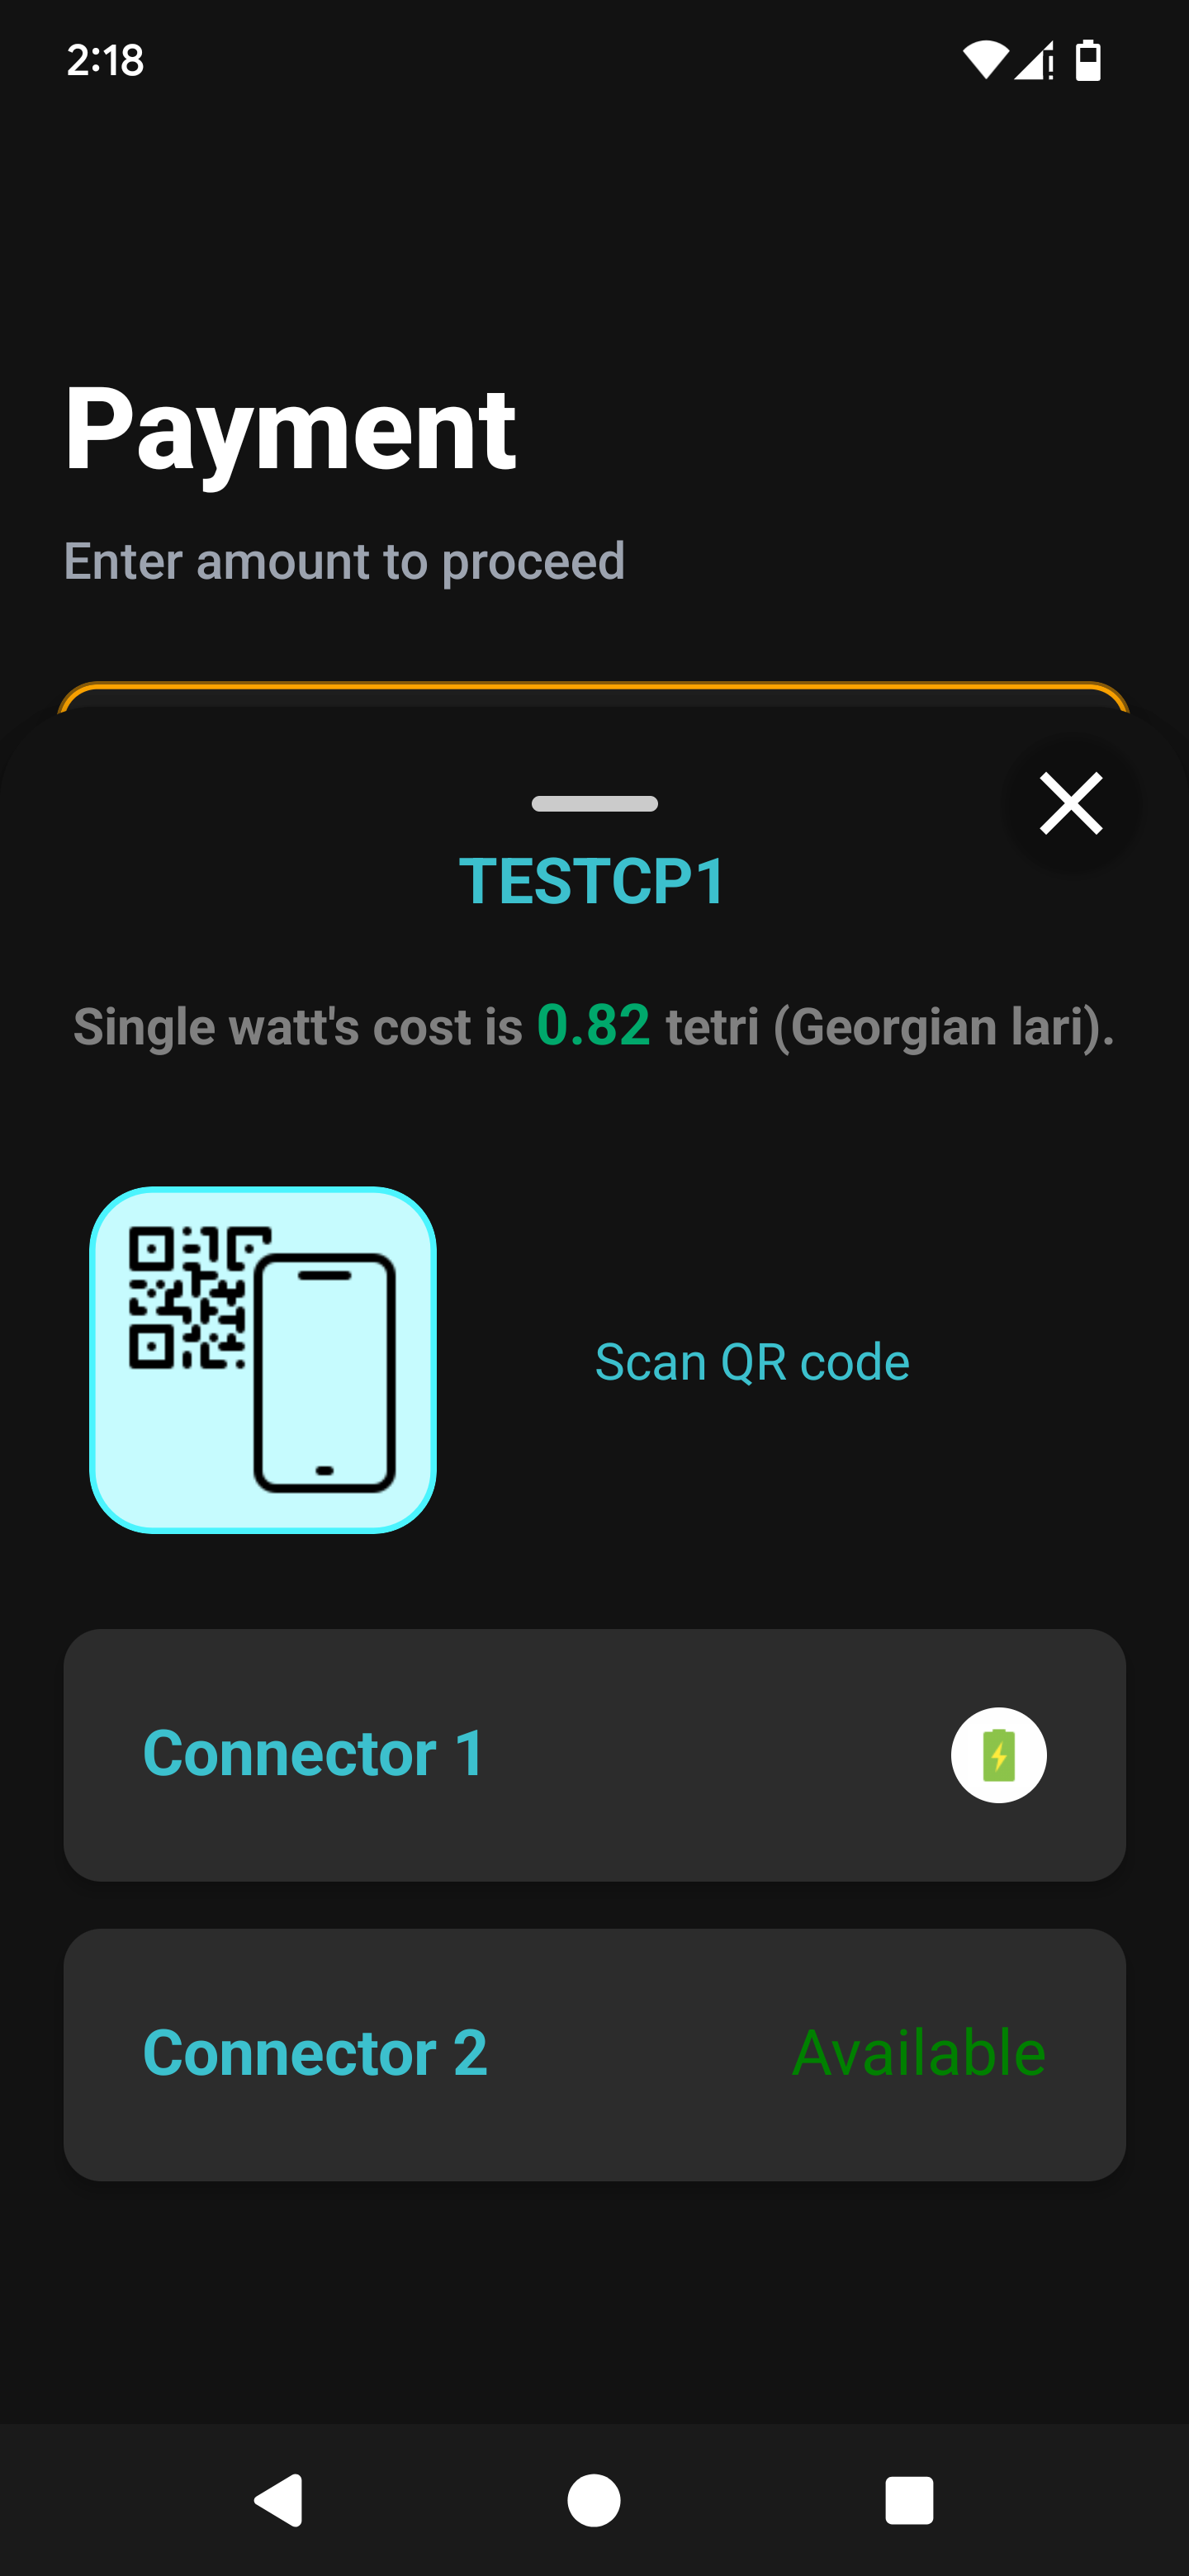 2:18
Payment
Enter amount to proceed
TESTCP1
Single watt's cost is 0.82 tetri (Georgian lari).
Scan QR code
Connector 1
Connector 2 Available